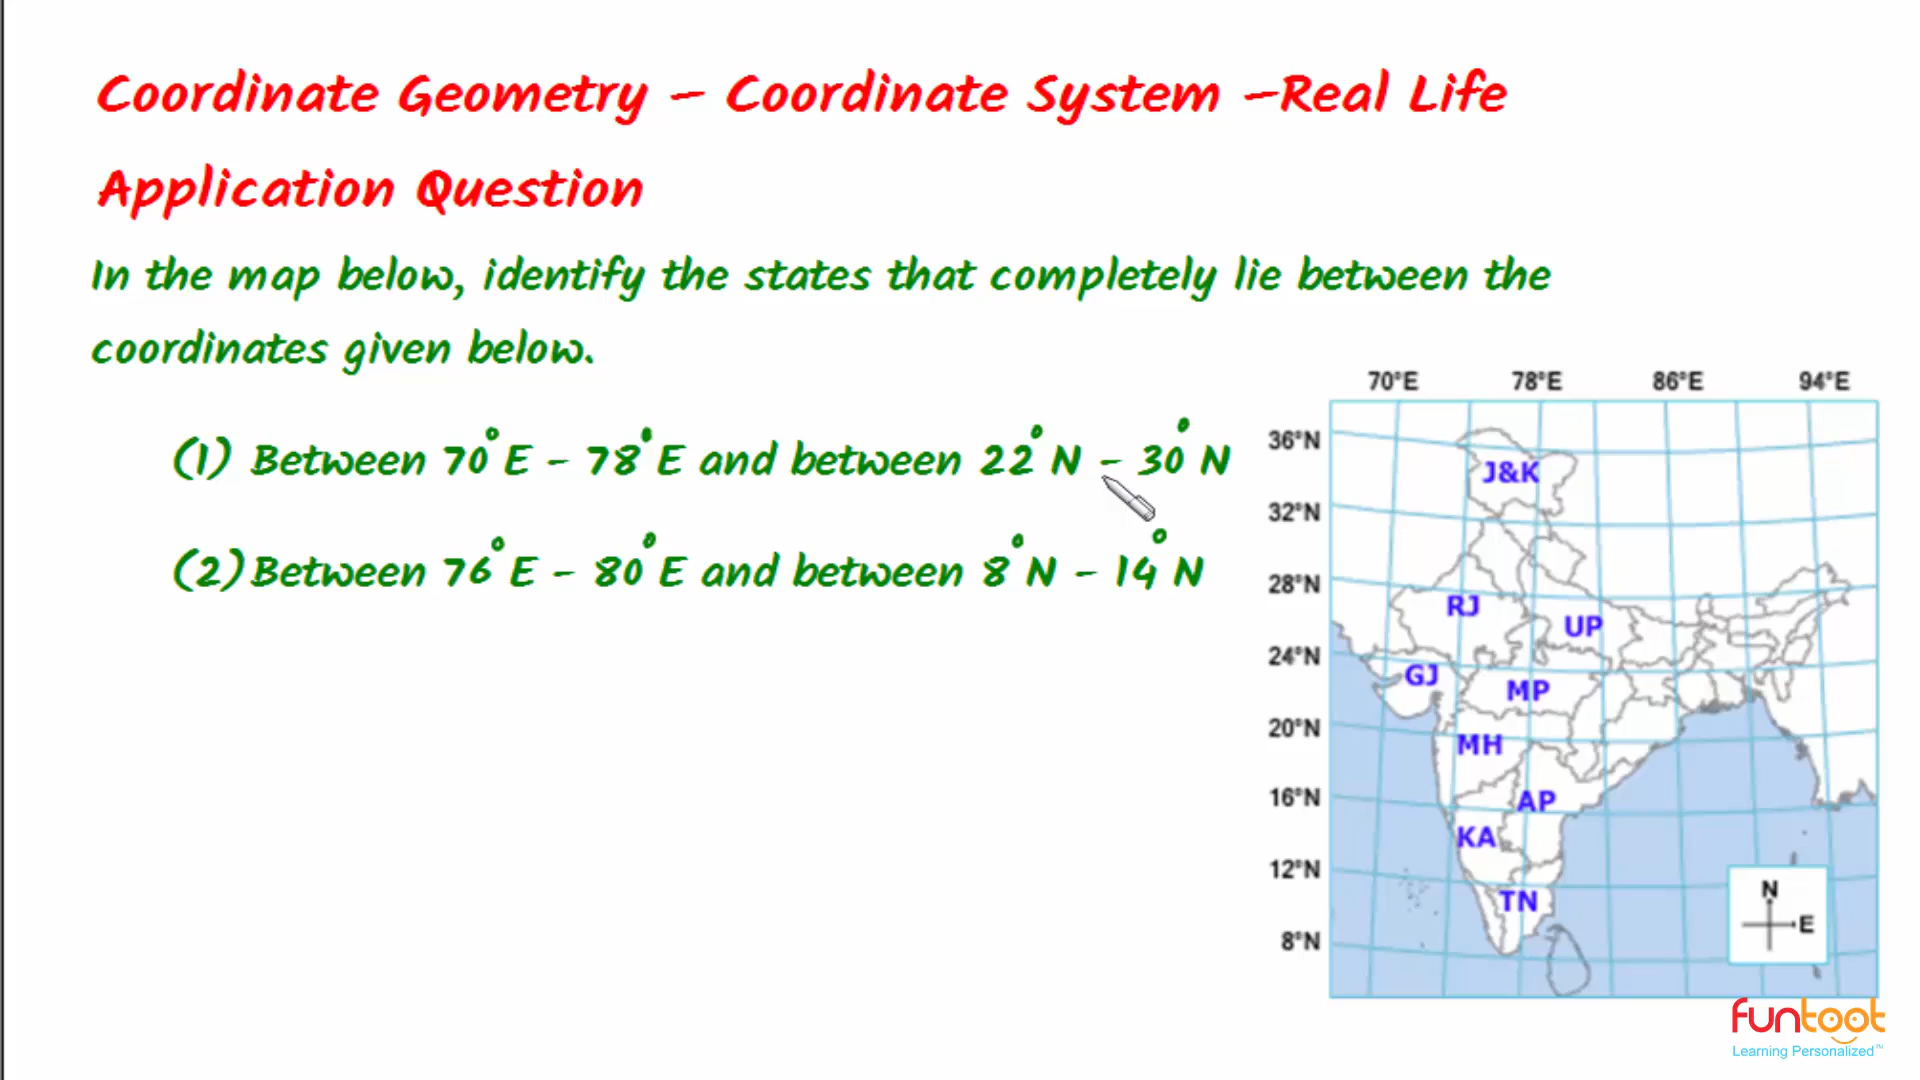 Coordinate Geometry – Coordinate System –Real Life
Application Question
In the map below, identify the states that completely lie between the
coordinates given below.
(1) Between 70°E – 78°E and between 22°N – 30°N
(2) Between 76°E – 80°E and between 8°N – 14°N
70°E 78°E 86°E 94°E
36°N
J&K
32°N
28°N
RJ
UP
24°N
GJ
MP
20°N
MH
16°N
AP
KA
12°N
TN
8°N
N
E
funtoot
Learning Personalized™